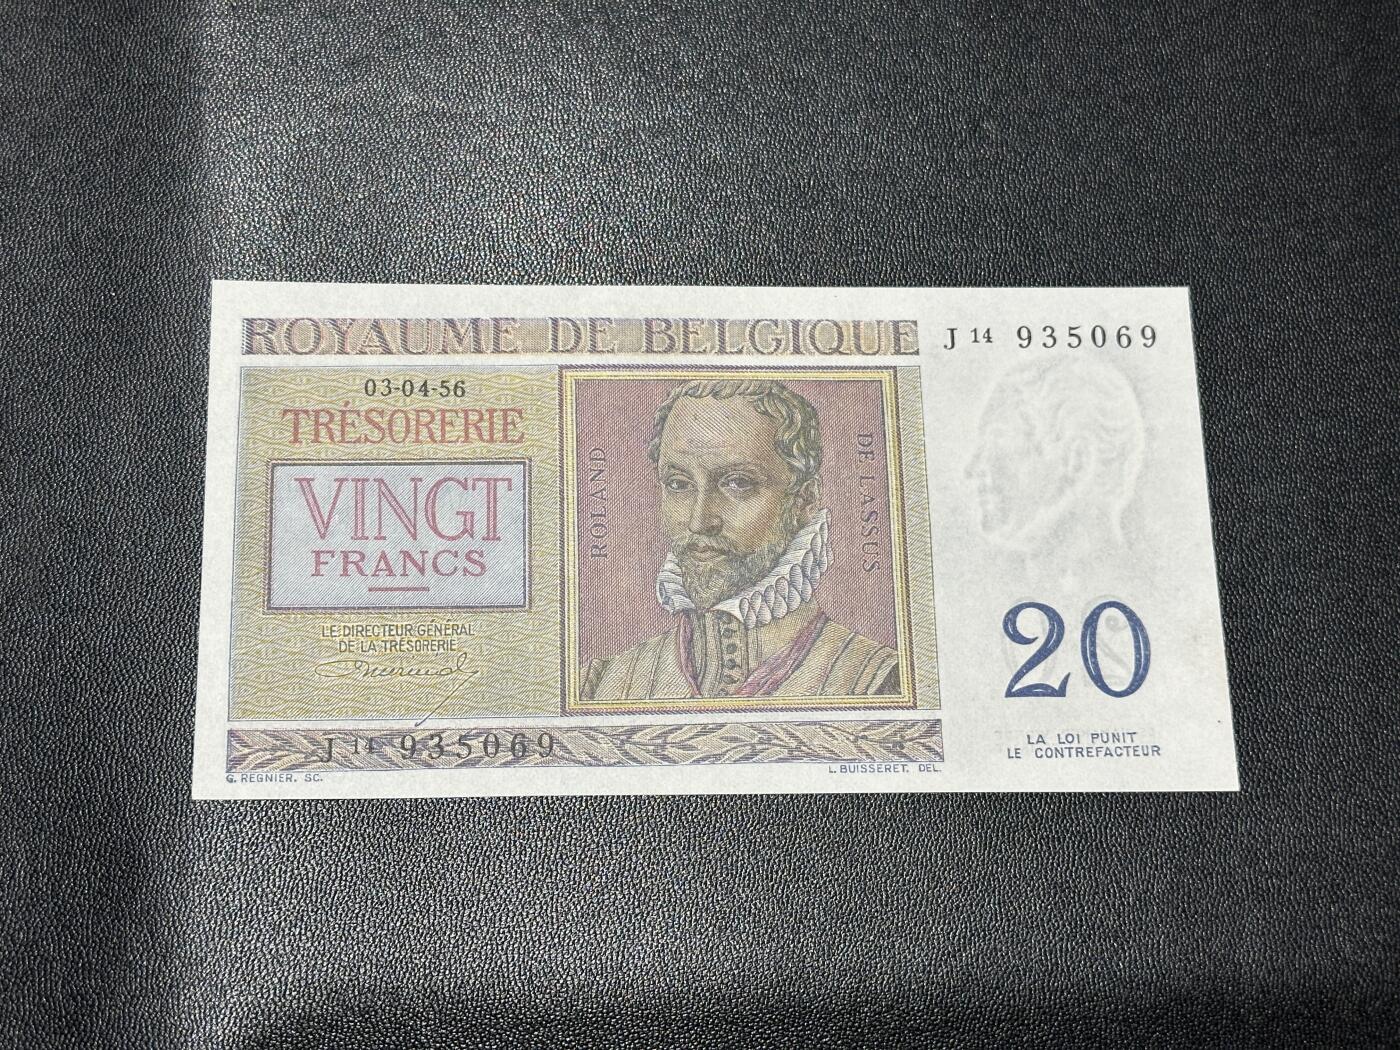 ROYAUME DE BELGIQUE
J 14 935069
03-04-56
TRÉSORERIE
VINGT
FRANCS
LE DIRECTEUR GÉNÉRAL
DE LA TRÉSORERIE
ROLAND
DE LASSUS
20
LA LOI PUNIT
LE CONTREFACTEUR
J 14 935069
G. REGNIER. SC.
L. BUISSERET. DEL.